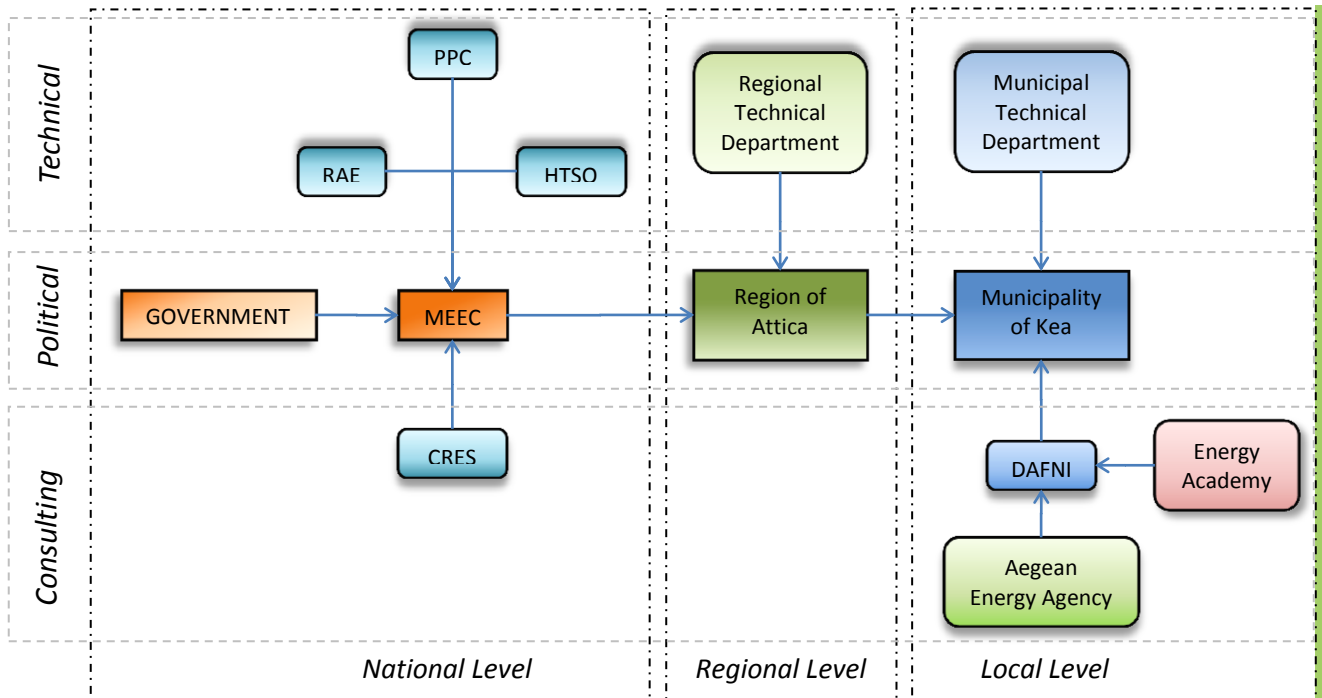 Technical
PPC
RAE
HTSO
Regional
Technical
Department
Municipal
Technical
Department
Political
GOVERNMENT
MEEC
Region of
Attica
Municipality
of Kea
Consulting
CRES
DAFNI
Energy
Academy
Aegean
Energy Agency
National Level
Regional Level
Local Level